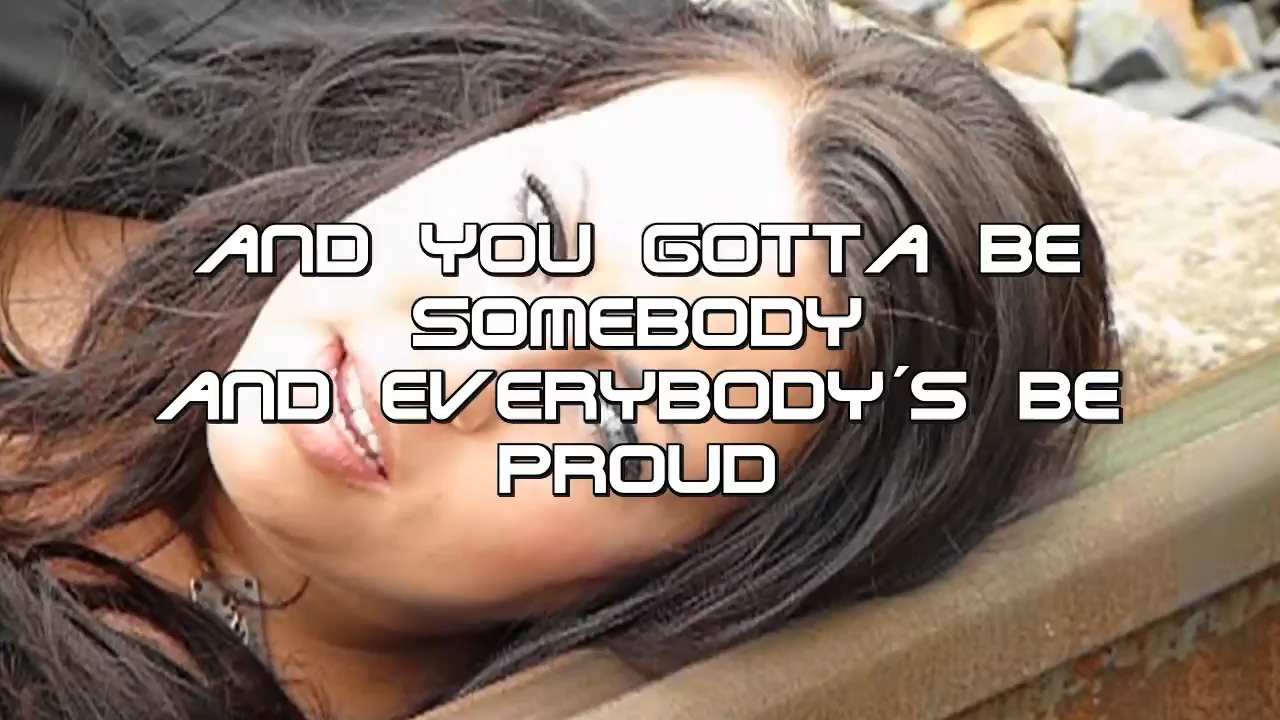 AND YOU GOTTA BE
SOMEBODY
AND EVERYBODY´S BE
PROUD